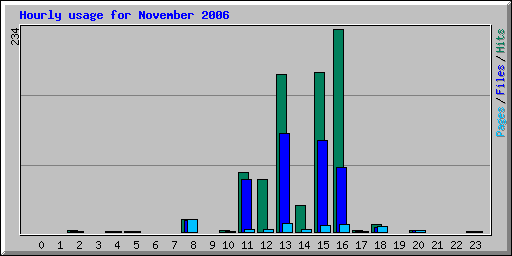 Hourly usage for November 2006
234
Pages / Files / Hits
0 1 2 3 4 5 6 7 8 9 10 11 12 13 14 15 16 17 18 19 20 21 22 23